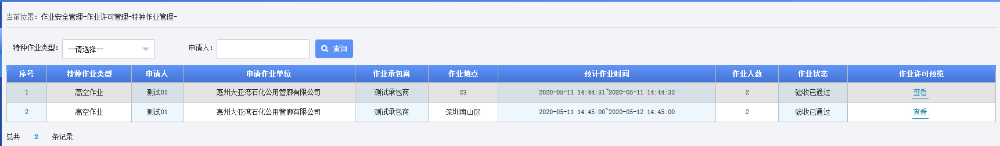 当前位置：作业安全管理-作业许可管理-特种作业管理-
特种作业类型： --请选择-- 申请人： 查询
序号 特种作业类型 申请人 申请作业单位 作业承包商 作业地点 预计作业时间 作业人数 作业状态 作业许可预览
1 高空作业 测试01 惠州大亚湾石化公用管廊有限公司 测试承包商 23 2020-05-11 14:44:31~2020-05-11 14:44:32 2 验收已通过 查看
2 高空作业 测试01 惠州大亚湾石化公用管廊有限公司 测试承包商 深圳南山区 2020-05-11 14:45:00~2020-05-12 14:45:00 2 验收已通过 查看
总共 2 条记录